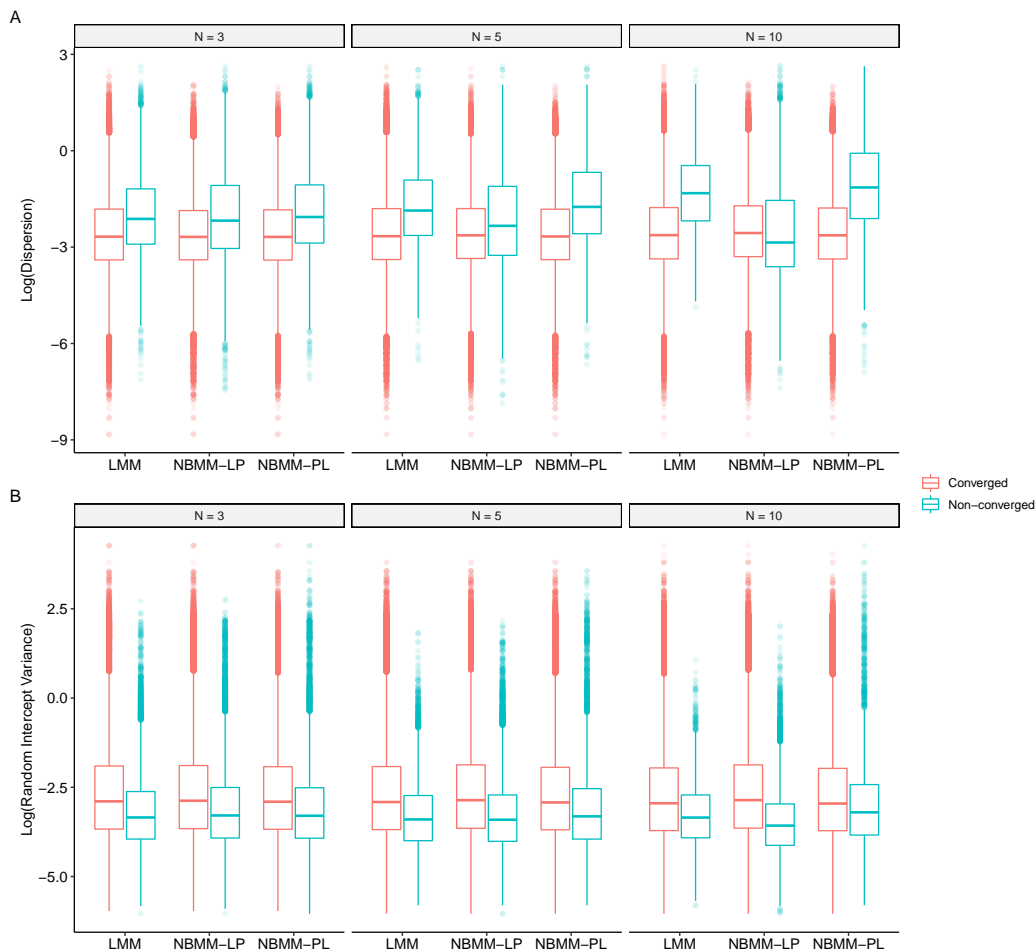 A
N = 3
N = 5
N = 10
3
0
−3
−6
−9
Log(Dispersion)
LMM NBMM−LP NBMM−PL
LMM NBMM−LP NBMM−PL
LMM NBMM−LP NBMM−PL
Converged
Non−converged
B
N = 3
N = 5
N = 10
2.5
0.0
−2.5
−5.0
Log(Random Intercept Variance)
LMM NBMM−LP NBMM−PL
LMM NBMM−LP NBMM−PL
LMM NBMM−LP NBMM−PL